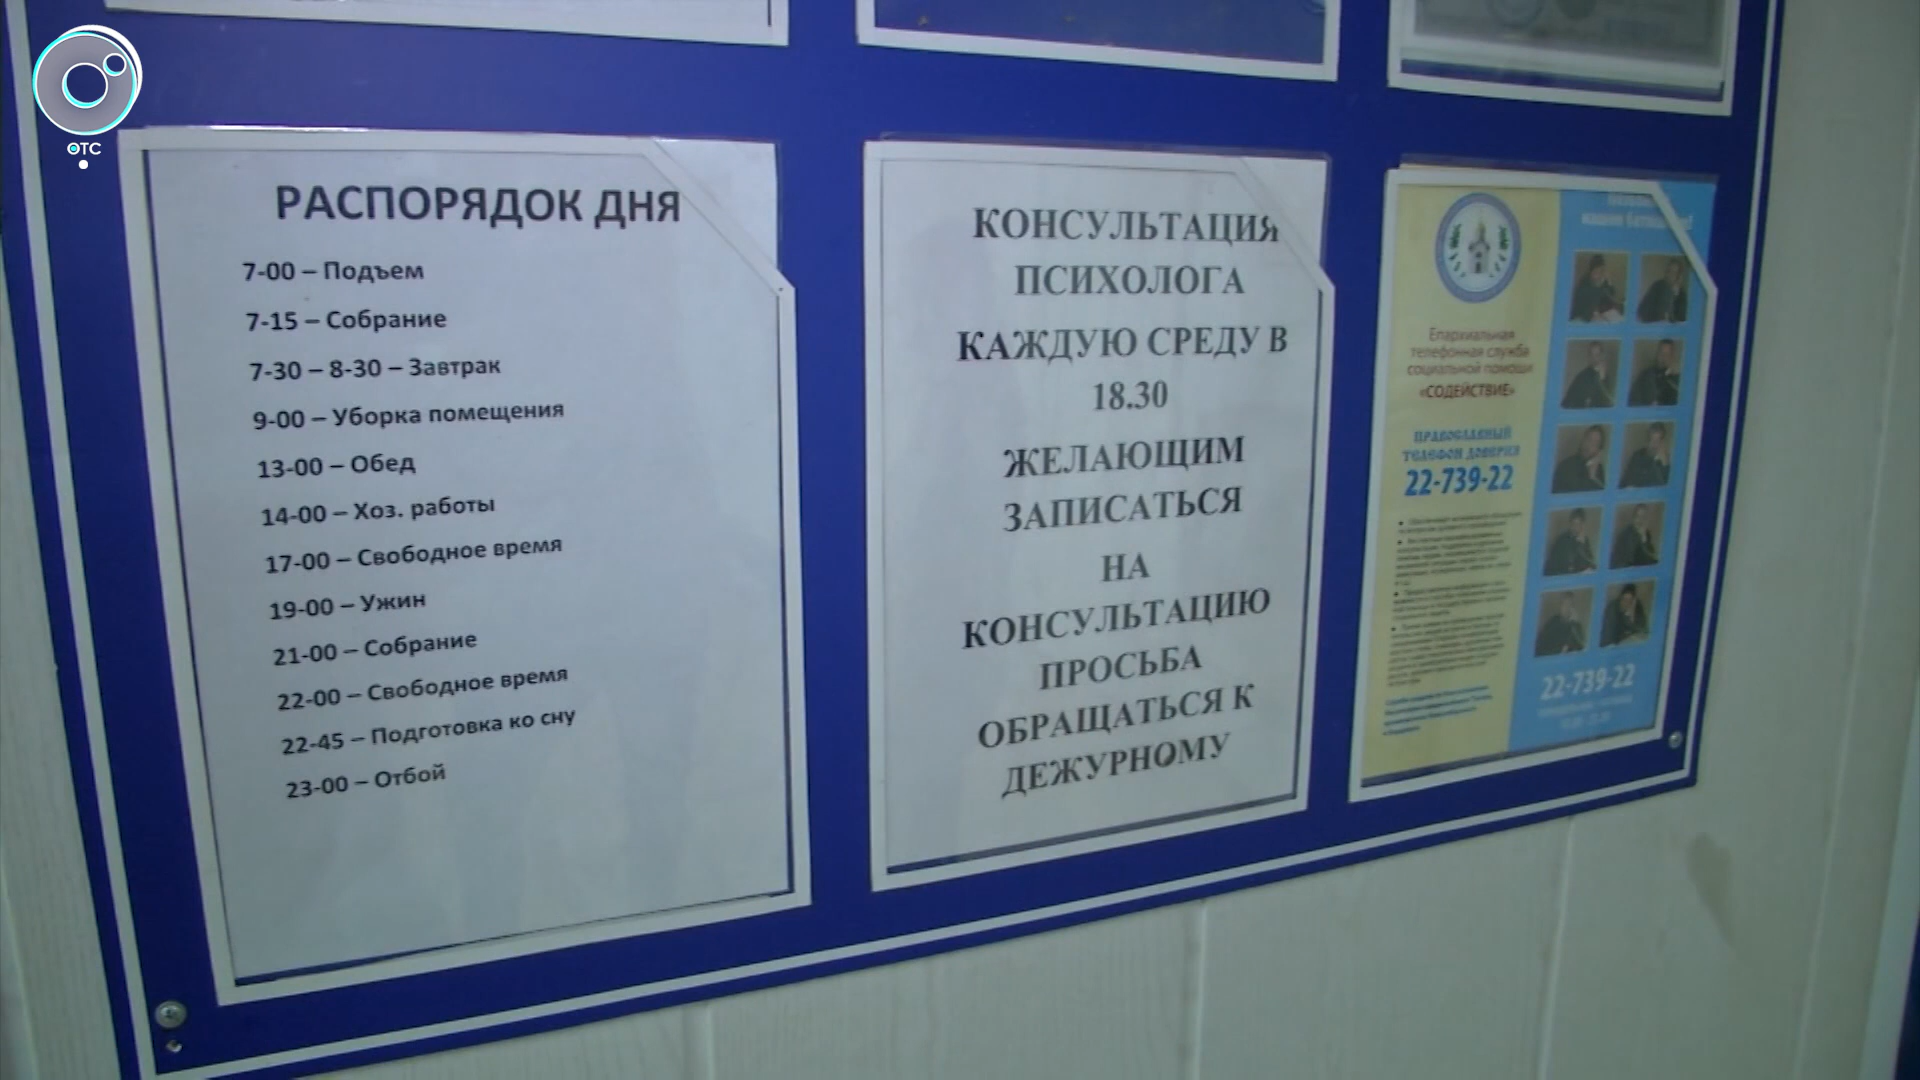 ОТС
РАСПОРЯДОК ДНЯ
7-00 – Подъем
7-15 – Собрание
7-30 – 8-30 – Завтрак
9-00 – Уборка помещения
13-00 – Обед
14-00 – Хоз. работы
17-00 – Свободное время
19-00 – Ужин
21-00 – Собрание
22-00 – Свободное время
22-45 – Подготовка ко сну
23-00 – Отбой
КОНСУЛЬТАЦИЯ
ПСИХОЛОГА
КАЖДУЮ СРЕДУ В
18.30
ЖЕЛАЮЩИМ
ЗАПИСАТЬСЯ
НА
КОНСУЛЬТАЦИЮ
ПРОСЬБА
ОБРАЩАТЬСЯ К
ДЕЖУРНОМУ
Епархиальная
телефонная служба
социальной помощи
«СОДЕЙСТВИЕ»
ПРАВОСЛАВНЫЙ
ТЕЛЕФОН ДОВЕРИЯ
22-739-22
22-739-22